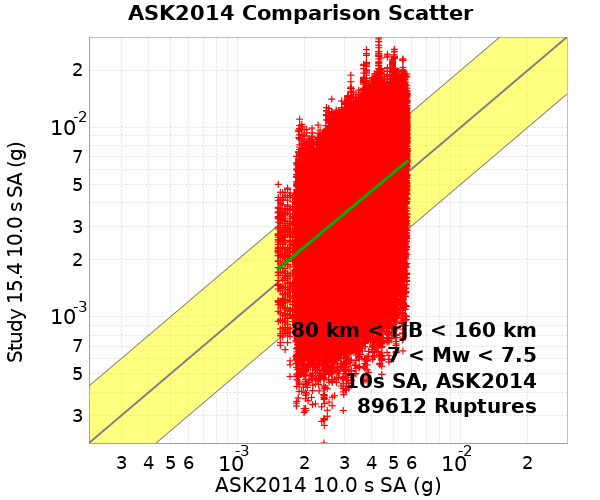 ASK2014 Comparison Scatter
Study 15.4 10.0 s SA (g)
2
10-2
7
5
3
2
10-3
7
5
3
80 km < rJB < 160 km
7 < Mw < 7.5
10s SA, ASK2014
89612 Ruptures
3 4 5 6 10-3 2 3 4 5 6 10-2 2
ASK2014 10.0 s SA (g)